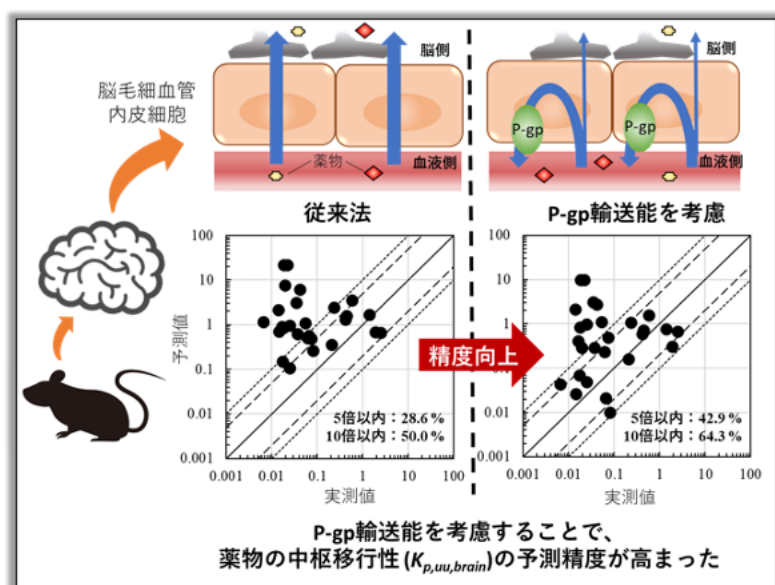 脳毛細血管
内皮細胞
脳側
薬物
血液側
脳側
P-gp
P-gp
血液側
従来法
P-gp輸送能を考慮
100
10
1
0.1
0.01
0.001
予測値
5倍以内：28.6 %
10倍以内：50.0 %
0.001 0.01 0.1 1 10 100
実測値
精度向上
100
10
1
0.1
0.01
0.001
5倍以内：42.9 %
10倍以内：64.3 %
0.001 0.01 0.1 1 10 100
実測値
P-gp輸送能を考慮することで、
薬物の中枢移行性 (Kp,uu,brain)の予測精度が高まった